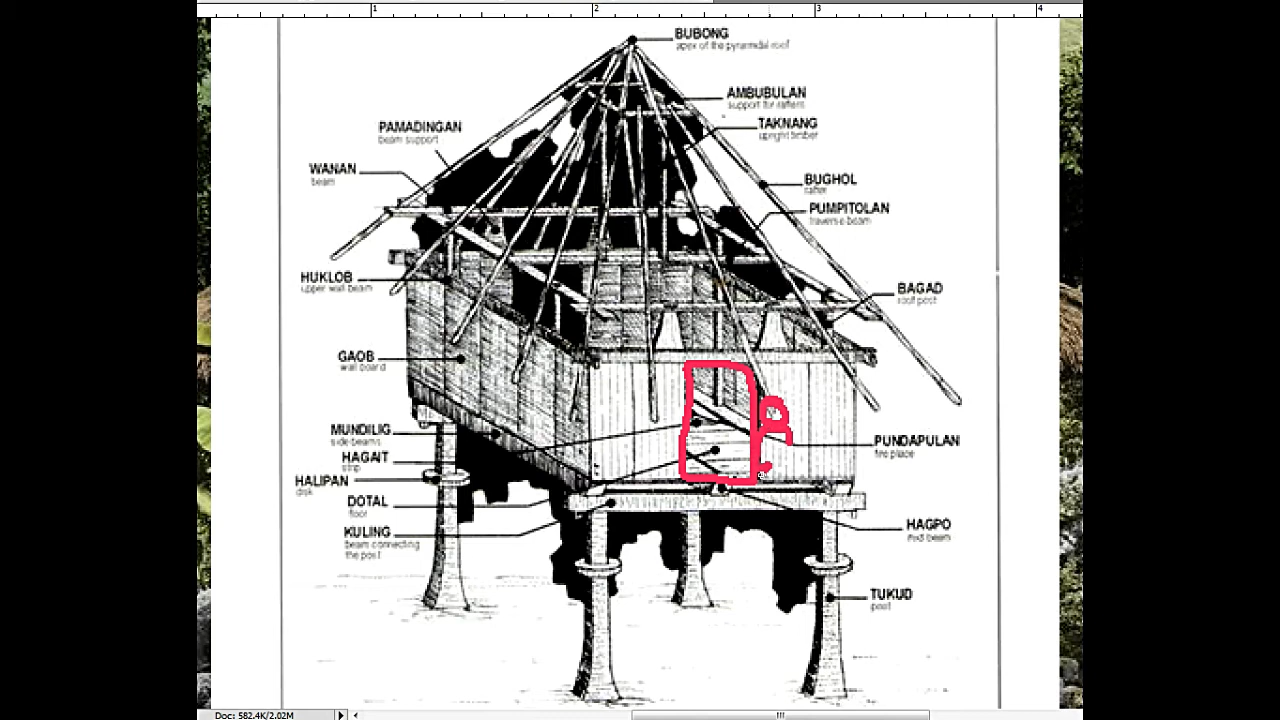 1 2 3 4
BUBONG
apex of the pyramidal roof
AMBUBULAN
support for rafters
TAKNANG
upright timber
PAMADINGAN
beam support
WANAN
beam
BUGHOL
rafter
PUMPITOLAN
traverse beam
HUKLOB
upper wall beam
BAGAD
roof post
GAOB
wall board
MUNDILIG
side beams
PUNDAPULAN
fire place
HAGAIT
strip
HALIPAN
disk
DOTAL
floor
KULING
beam connecting
the post
HAGPO
beam
TUKUD
post
Doc: 582.4K/2.02M